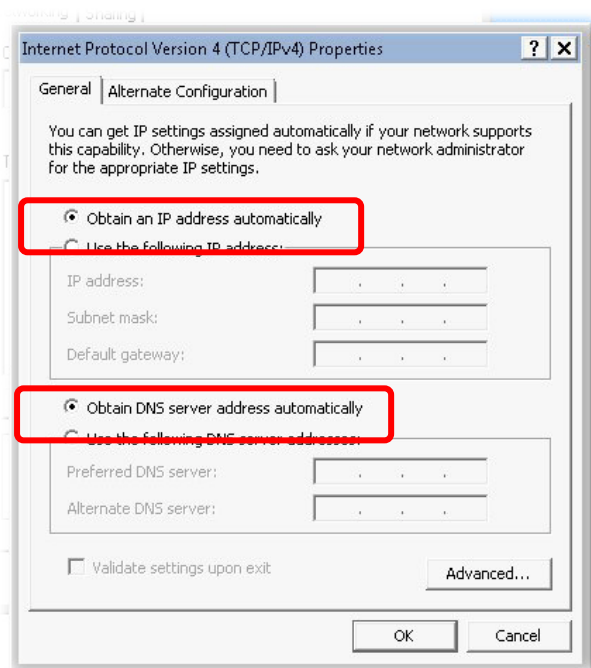 Sharing
Internet Protocol Version 4 (TCP/IPv4) Properties
General
Alternate Configuration
You can get IP settings assigned automatically if your network supports
this capability. Otherwise, you need to ask your network administrator
for the appropriate IP settings.
Obtain an IP address automatically
Use the following IP address:
IP address:
Subnet mask:
Default gateway:
Obtain DNS server address automatically
Use the following DNS server addresses:
Preferred DNS server:
Alternate DNS server:
Validate settings upon exit
Advanced...
OK
Cancel